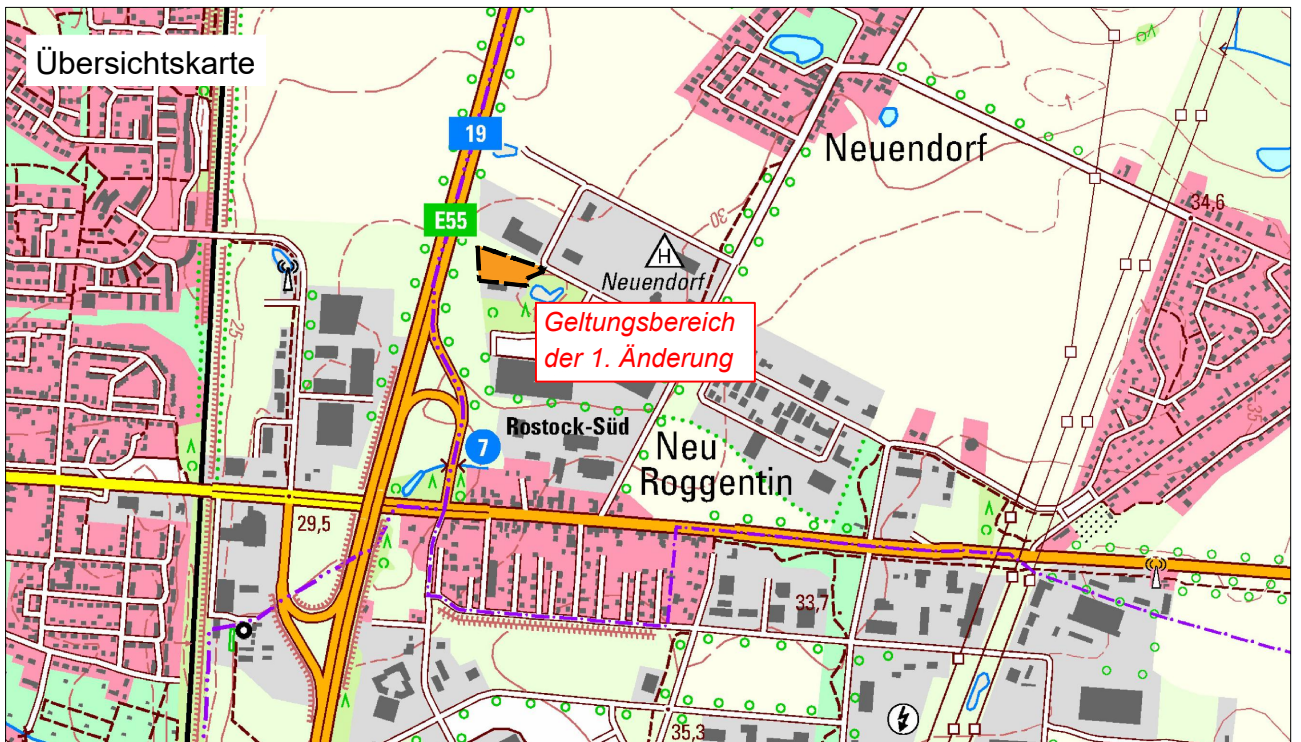 Übersichtskarte
19
Neuendorf
34,6
E55
30
H
Neuendorf
25
Geltungsbereich
der 1. Änderung
35
Rostock-Süd
7
Neu
Roggentin
29,5
33,7
35,3